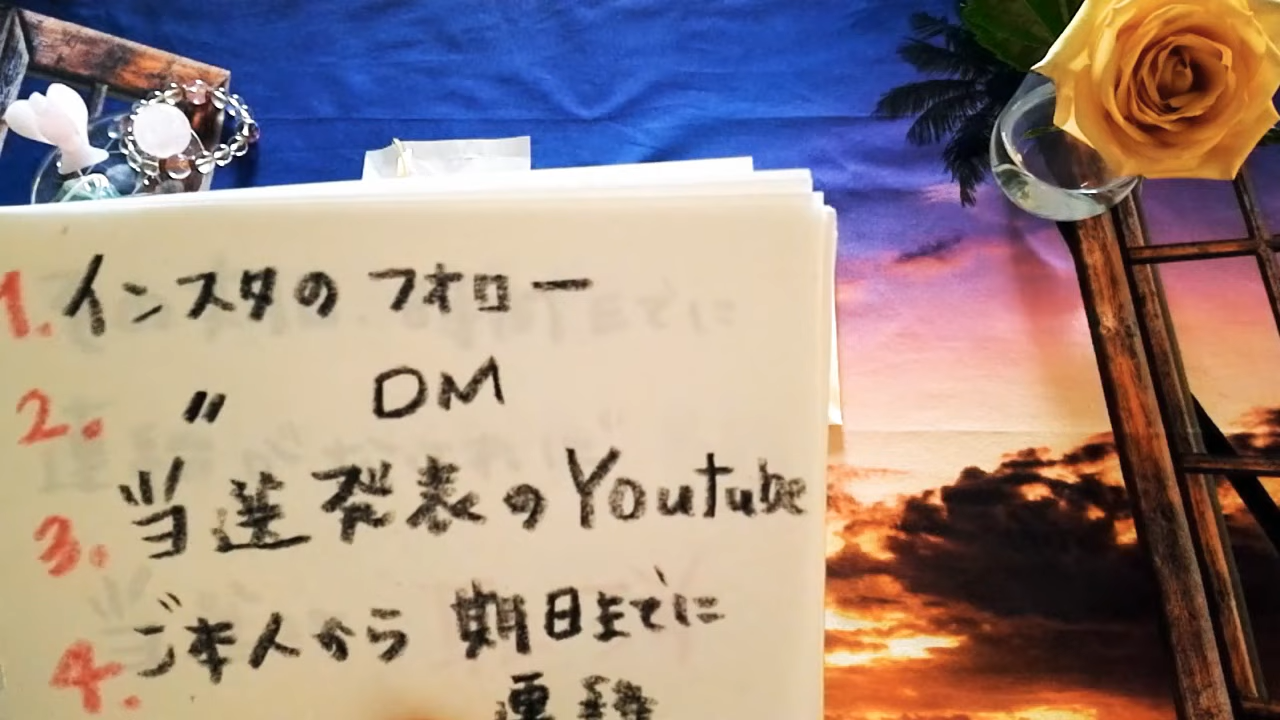 1. インスタのフォロー
2. 〃 DM
3. 当選発表のYoutube
4. ご本人から期日までに
連絡